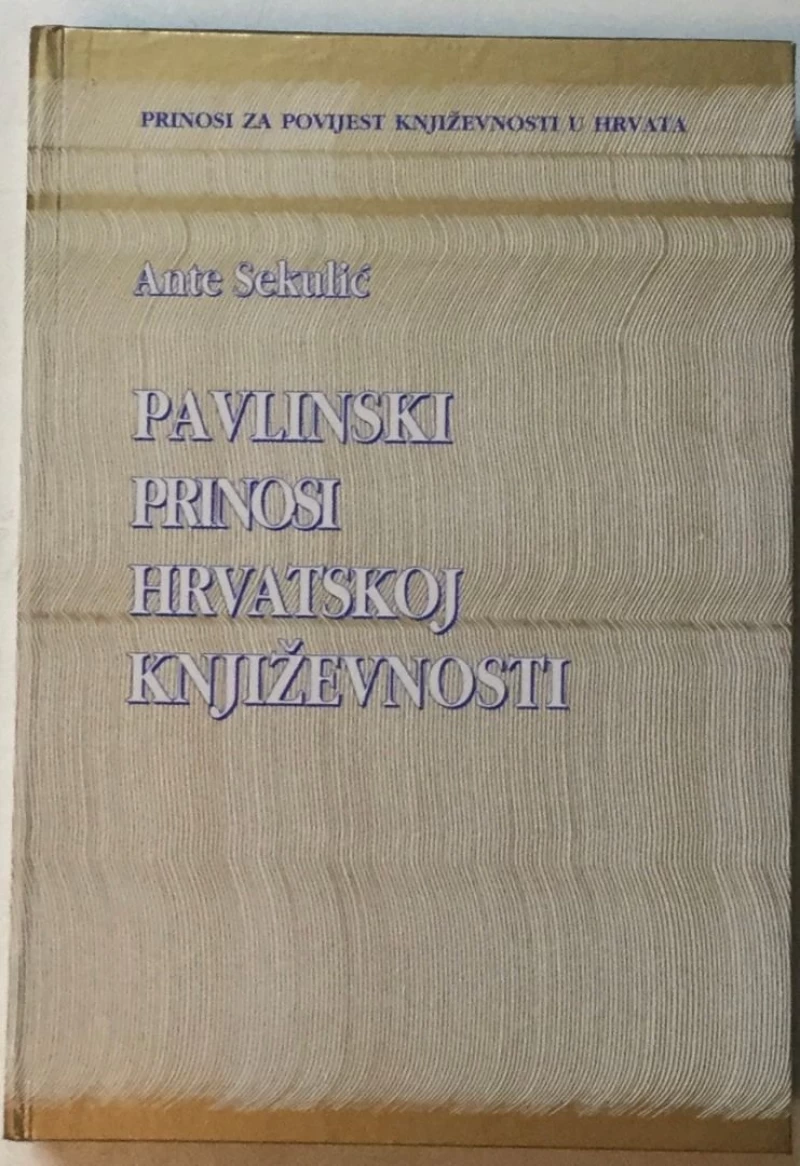 PRINOSI ZA POVIJEST KNJIŽEVNOSTI U HRVATA
Ante Sekulić
PAVLINSKI
PRINOSI
HRVATSKOJ
KNJIŽEVNOSTI